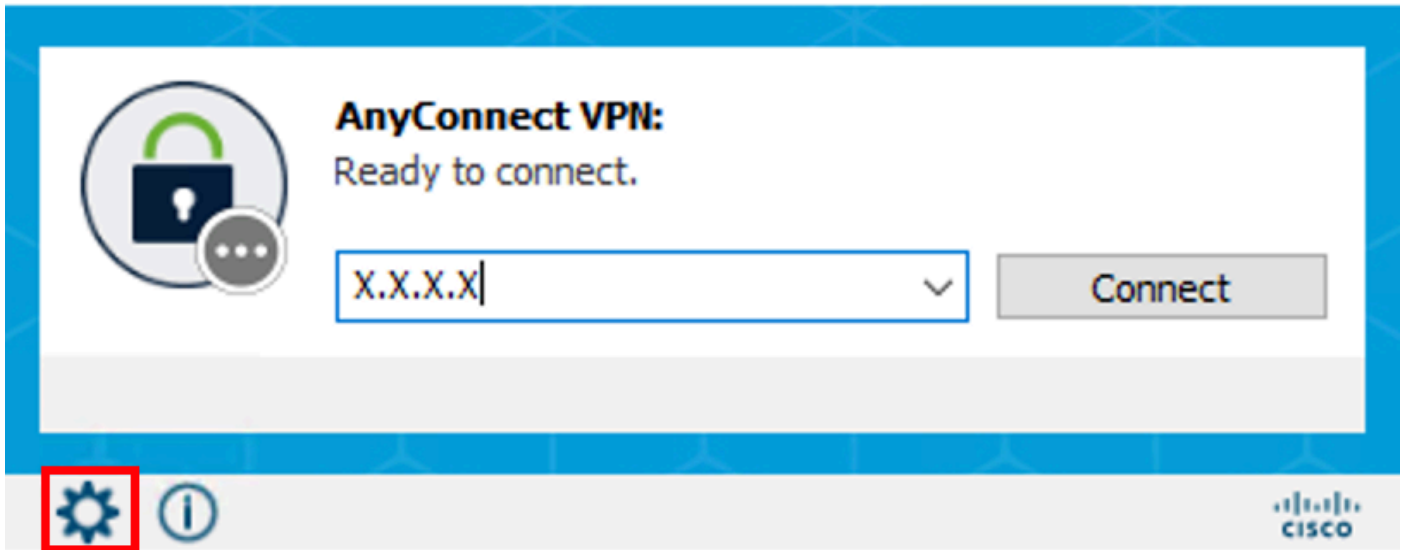 AnyConnect VPN:
Ready to connect.
X.X.X.X
Connect
CISCO